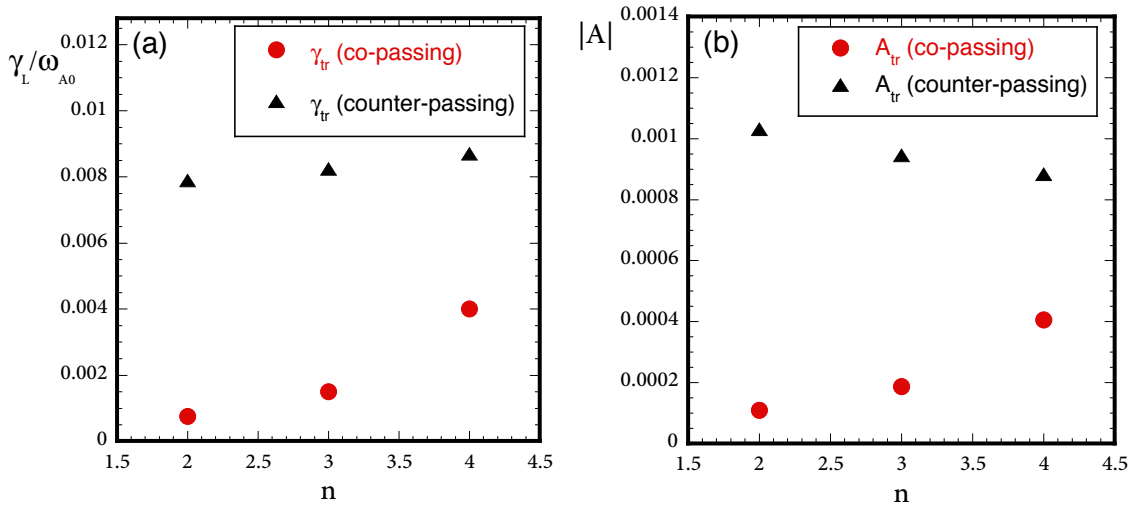 (a)
γL/ωA0
γtr (co-passing)
γtr (counter-passing)
0.012
0.01
0.008
0.006
0.004
0.002
0
1.5 2 2.5 3 3.5 4 4.5
n
(b)
|A|
Atr (co-passing)
Atr (counter-passing)
0.0014
0.0012
0.001
0.0008
0.0006
0.0004
0.0002
0
1.5 2 2.5 3 3.5 4 4.5
n